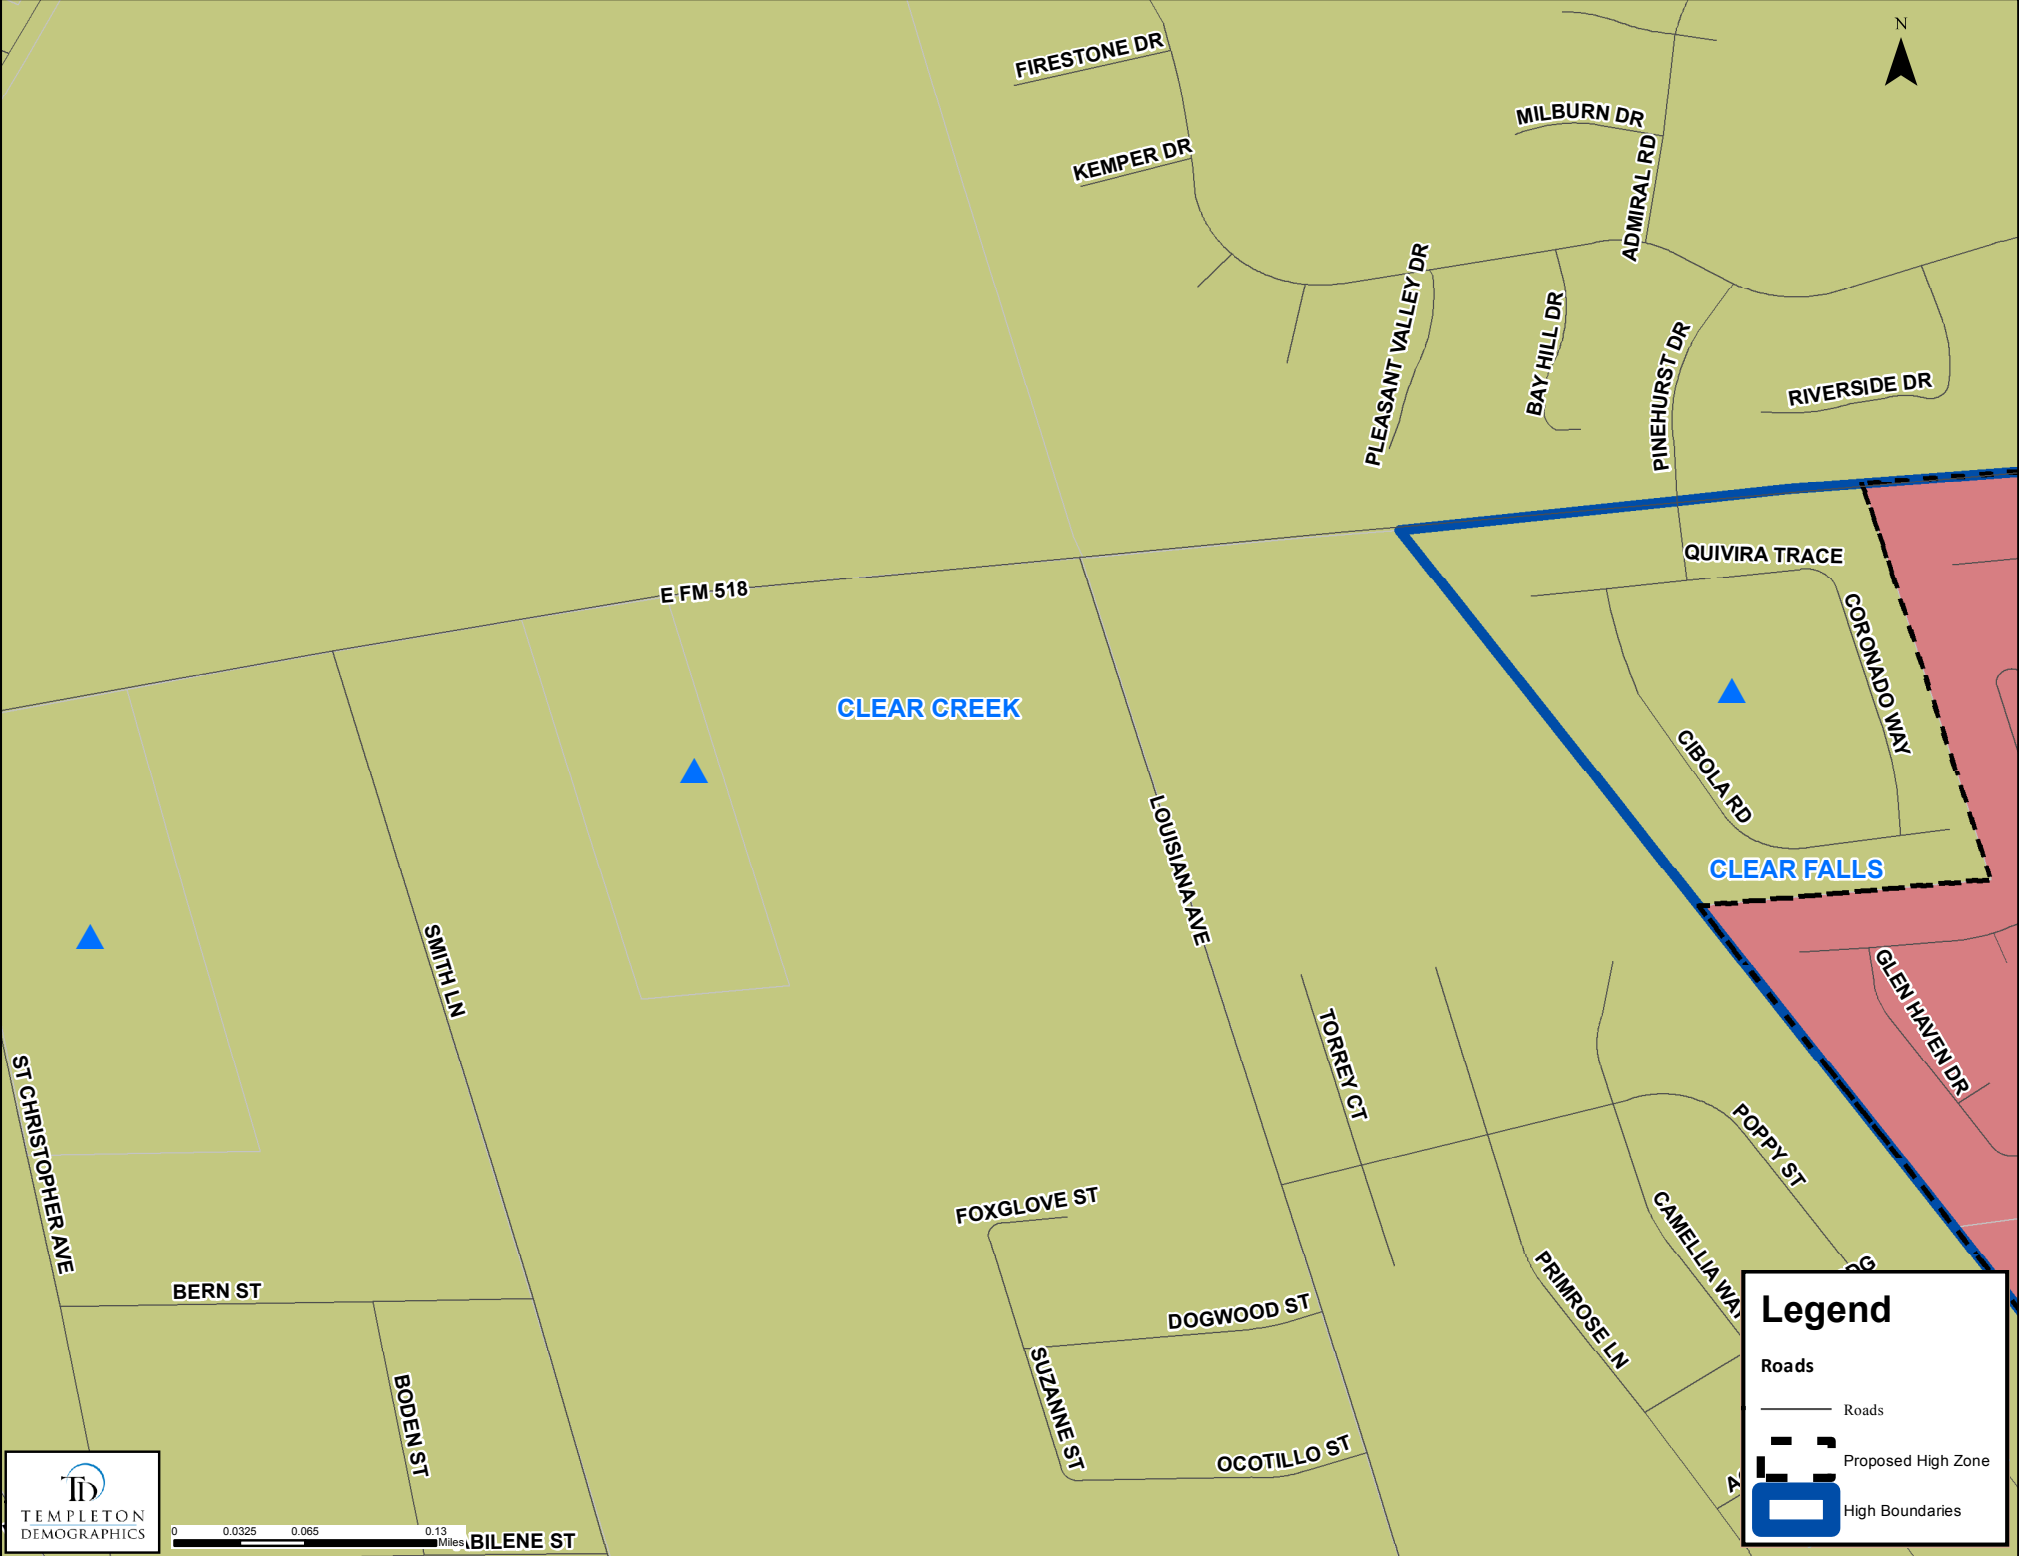 N
FIRESTONE DR
MILBURN DR
KEMPER DR
ADMIRAL RD
PLEASANT VALLEY DR
BAY HILL DR
PINEHURST DR
RIVERSIDE DR
QUIVIRA TRACE
E FM 518
CORONADO WAY
CLEAR CREEK
CIBOLA RD
LOUISIANA AVE
CLEAR FALLS
SMITH LN
GLEN HAVEN DR
TORREY CT
ST CHRISTOPHER AVE
POPPY ST
FOXGLOVE ST
CAMELLIA WAY
BERN ST
PRIMROSE LN
DOGWOOD ST
SUZANNE ST
BODEN ST
OCOTILLO ST
ABILENE ST
Legend
Roads
Roads
Proposed High Zone
High Boundaries
TD
TEMPLETON
DEMOGRAPHICS
0 0.0325 0.065 0.13
Miles